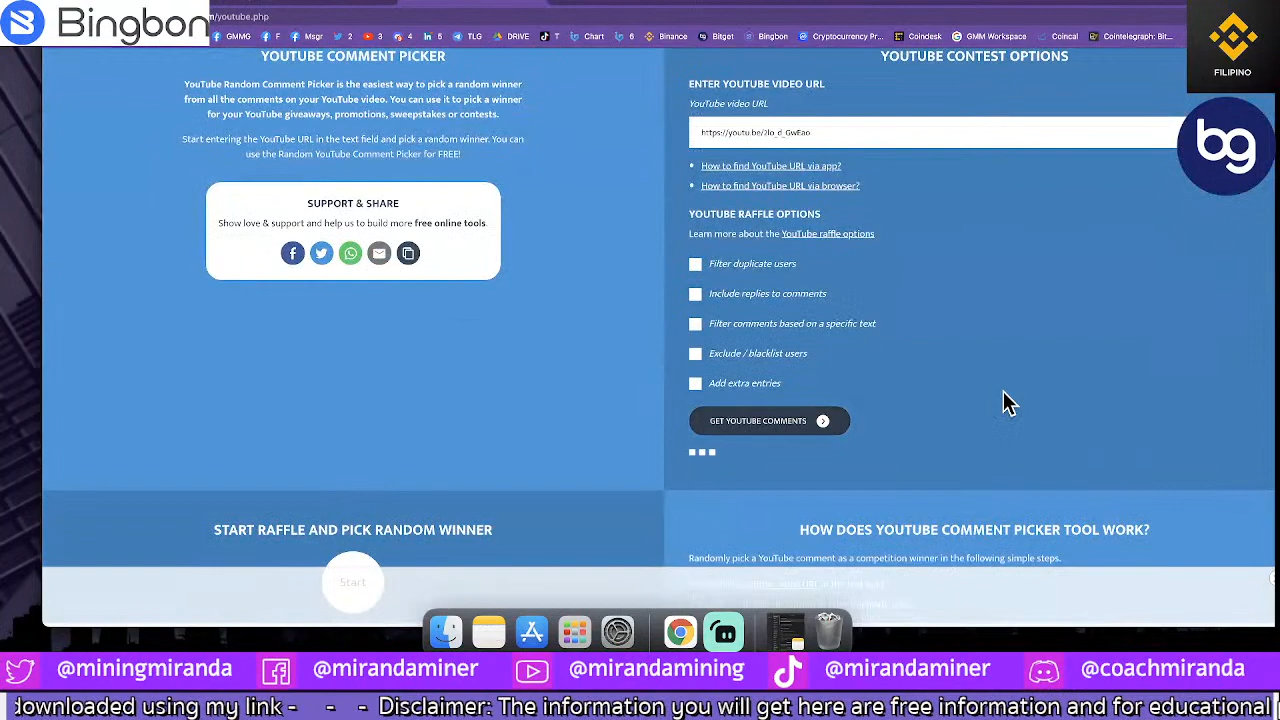 Bingbon
/youtube.php
GMMG
F
Msgr
2
3
4
5
TLG
DRIVE
T
Chart
6
Binance
Bitget
Bingbon
Cryptocurrency Pr...
Coindesk
GMM Workspace
Coincal
Cointelegraph: Bit...
FILIPINO
bg
YOUTUBE COMMENT PICKER
YouTube Random Comment Picker is the easiest way to pick a random winner
from all the comments on your YouTube video. You can use it to pick a winner
for your YouTube giveaways, promotions, sweepstakes or contests.
Start entering the YouTube URL in the text field and pick a random winner. You can
use the Random YouTube Comment Picker for FREE!
SUPPORT & SHARE
Show love & support and help us to build more free online tools.
YOUTUBE CONTEST OPTIONS
ENTER YOUTUBE VIDEO URL
YouTube video URL
https://youtu.be/2lo_d_GwEao
How to find YouTube URL via app?
How to find YouTube URL via browser?
YOUTUBE RAFFLE OPTIONS
Learn more about the YouTube raffle options
Filter duplicate users
Include replies to comments
Filter comments based on a specific text
Exclude / blacklist users
Add extra entries
GET YOUTUBE COMMENTS
START RAFFLE AND PICK RANDOM WINNER
Start
HOW DOES YOUTUBE COMMENT PICKER TOOL WORK?
Randomly pick a YouTube comment as a competition winner in the following simple steps.
@miningmiranda
@mirandaminer
@mirandamining
@mirandaminer
@coachmiranda
downloaded using my link - - - Disclaimer: The information you will get here are free information and for educational